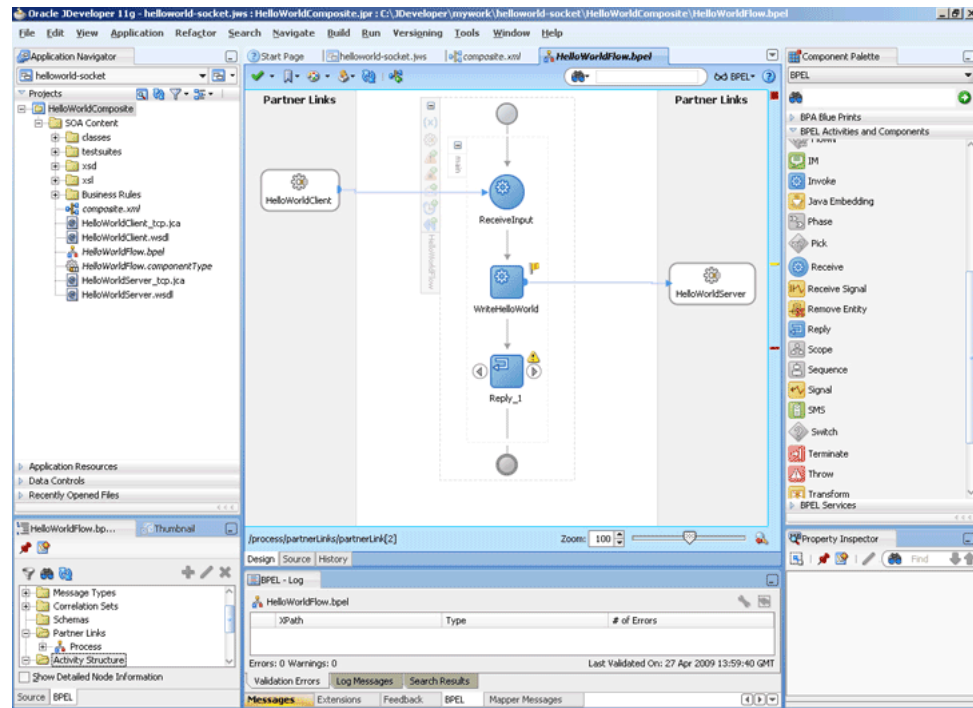 Oracle JDeveloper 11g - helloworld-socket.jws : HelloWorldComposite.jpr : C:\JDeveloper\mywork\helloworld-socket\HelloWorldComposite\HelloWorldFlow.bpel
File Edit View Application Refactor Search Navigate Build Run Versioning Tools Window Help
Application Navigator
helloworld-socket
Projects
HelloWorldComposite
SOA Content
classes
testsuites
xsd
xsl
Business Rules
composite.xml
HelloWorldClient_tcp.jca
HelloWorldClient.wsdl
HelloWorldFlow.bpel
HelloWorldFlow.componentType
HelloWorldServer_tcp.jca
HelloWorldServer.wsdl
Application Resources
Data Controls
Recently Opened Files
HelloWorldFlow.bp... Thumbnail
Message Types
Correlation Sets
Schemas
Partner Links
Process
Activity Structure
Show Detailed Node Information
Source BPEL
Start Page helloworld-socket.jws composite.xml HelloWorldFlow.bpel
BPEL
Partner Links
Partner Links
main
HelloWorldFlow
HelloWorldClient
ReceiveInput
WriteHelloWorld
HelloWorldServer
Reply_1
/process/partnerLinks/partnerLink[2]
Zoom: 100
Design Source History
BPEL - Log
HelloWorldFlow.bpel
XPath Type # of Errors
Errors: 0 Warnings: 0 Last Validated On: 27 Apr 2009 13:59:40 GMT
Validation Errors Log Messages Search Results
Messages Extensions Feedback BPEL Mapper Messages
Component Palette
BPEL
BPA Blue Prints
BPEL Activities and Components
IM
Invoke
Java Embedding
Phase
Pick
Receive
Receive Signal
Remove Entity
Reply
Scope
Sequence
Signal
SMS
Switch
Terminate
Throw
Transform
BPEL Services
Property Inspector
Find